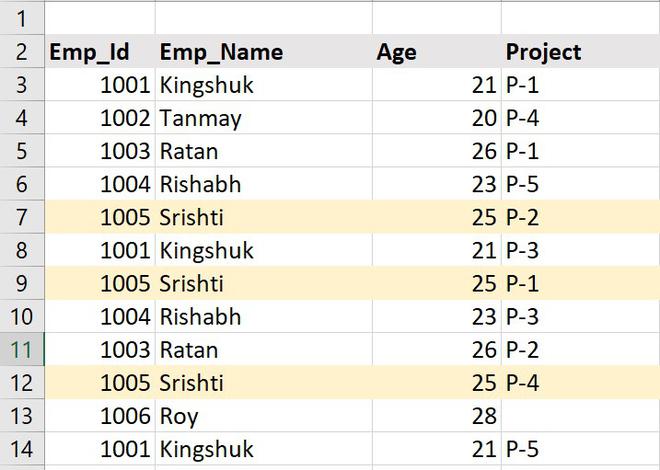 1
2 Emp_Id Emp_Name Age Project
3 1001 Kingshuk 21 P-1
4 1002 Tanmay 20 P-4
5 1003 Ratan 26 P-1
6 1004 Rishabh 23 P-5
7 1005 Srishti 25 P-2
8 1001 Kingshuk 21 P-3
9 1005 Srishti 25 P-1
10 1004 Rishabh 23 P-3
11 1003 Ratan 26 P-2
12 1005 Srishti 25 P-4
13 1006 Roy 28
14 1001 Kingshuk 21 P-5